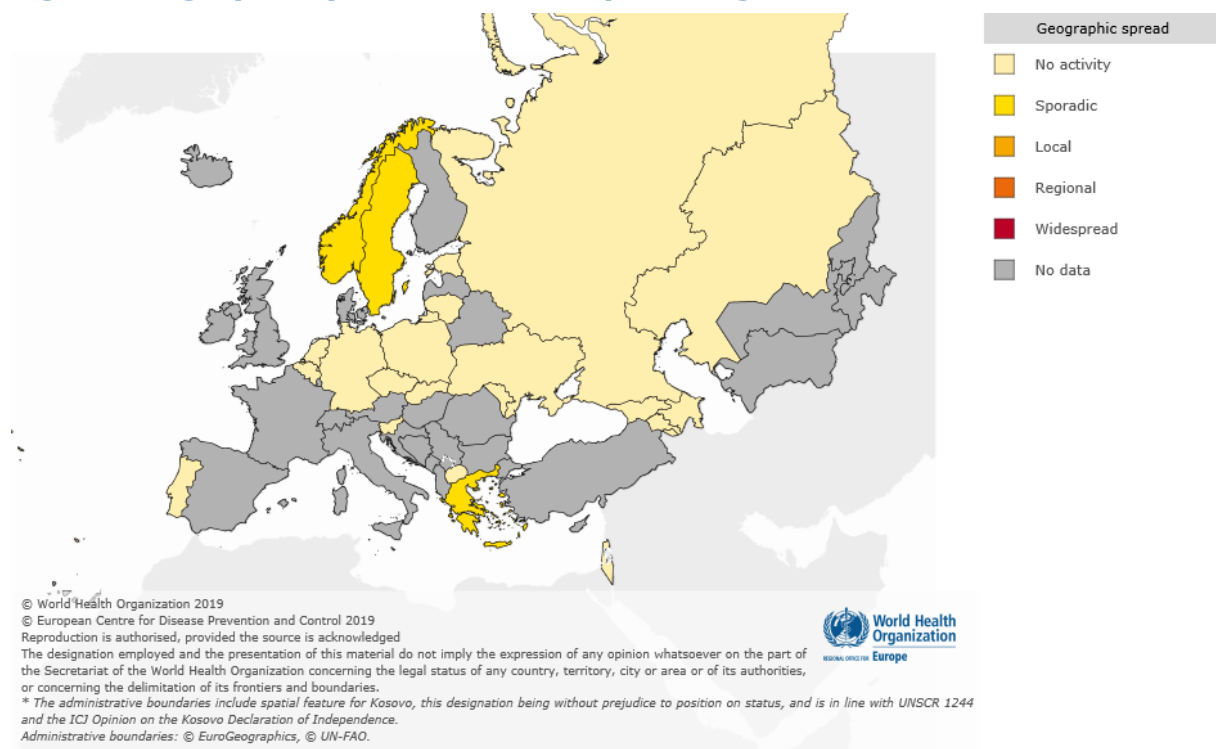 Geographic spread
No activity
Sporadic
Local
Regional
Widespread
No data
© World Health Organization 2019
© European Centre for Disease Prevention and Control 2019
Reproduction is authorised, provided the source is acknowledged
The designation employed and the presentation of this material do not imply the expression of any opinion whatsoever on the part of
the Secretariat of the World Health Organization concerning the legal status of any country, territory, city or area or of its authorities,
or concerning the delimitation of its frontiers and boundaries.
* The administrative boundaries include spatial feature for Kosovo, this designation being without prejudice to position on status, and is in line with UNSCR 1244
and the ICJ Opinion on the Kosovo Declaration of Independence.
Administrative boundaries: © EuroGeographics, © UN-FAO.
World Health
Organization
REGIONAL OFFICE FOR Europe